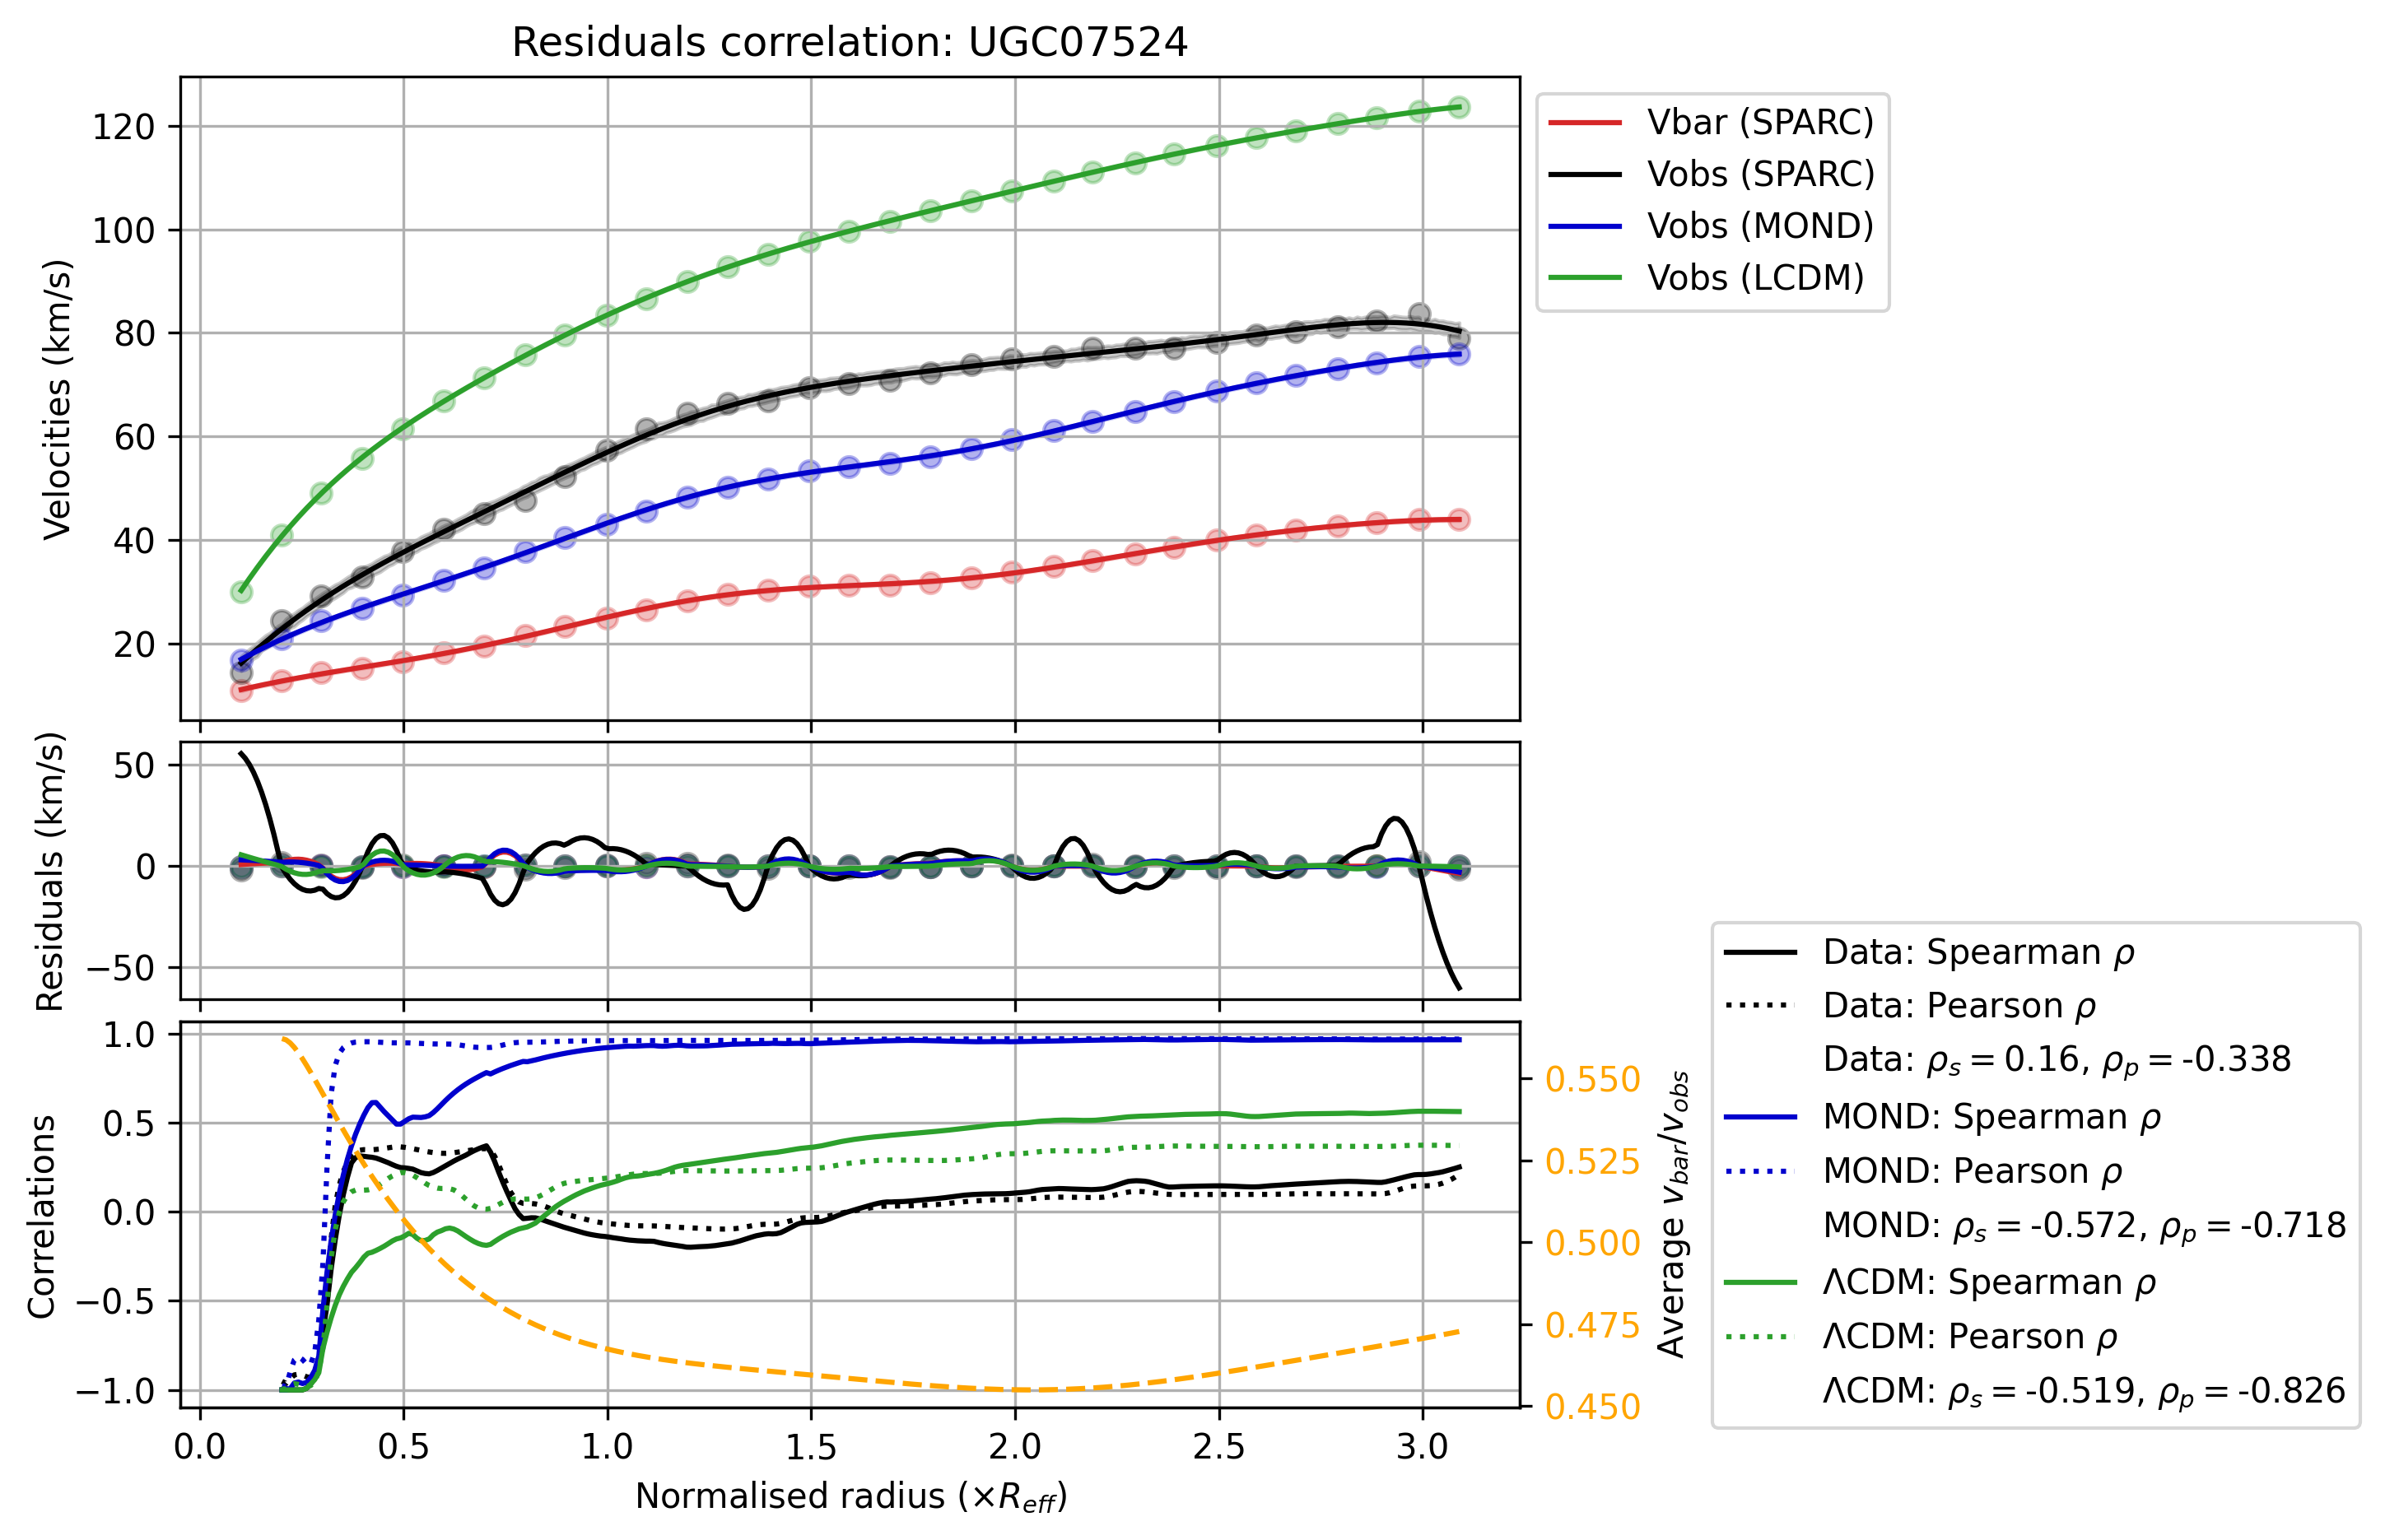 Residuals correlation: UGC07524
Velocities (km/s)
120
100
80
60
40
20
Vbar (SPARC)
Vobs (SPARC)
Vobs (MOND)
Vobs (LCDM)
Residuals (km/s)
50
0
−50
Correlations
1.0
0.5
0.0
−0.5
−1.0
0.550
0.525
0.500
0.475
0.450
Average v_bar/v_obs
0.0 0.5 1.0 1.5 2.0 2.5 3.0
Normalised radius (×R_eff)
Data: Spearman ρ
Data: Pearson ρ
Data: ρ_s = 0.16, ρ_p = -0.338
MOND: Spearman ρ
MOND: Pearson ρ
MOND: ρ_s = -0.572, ρ_p = -0.718
ΛCDM: Spearman ρ
ΛCDM: Pearson ρ
ΛCDM: ρ_s = -0.519, ρ_p = -0.826